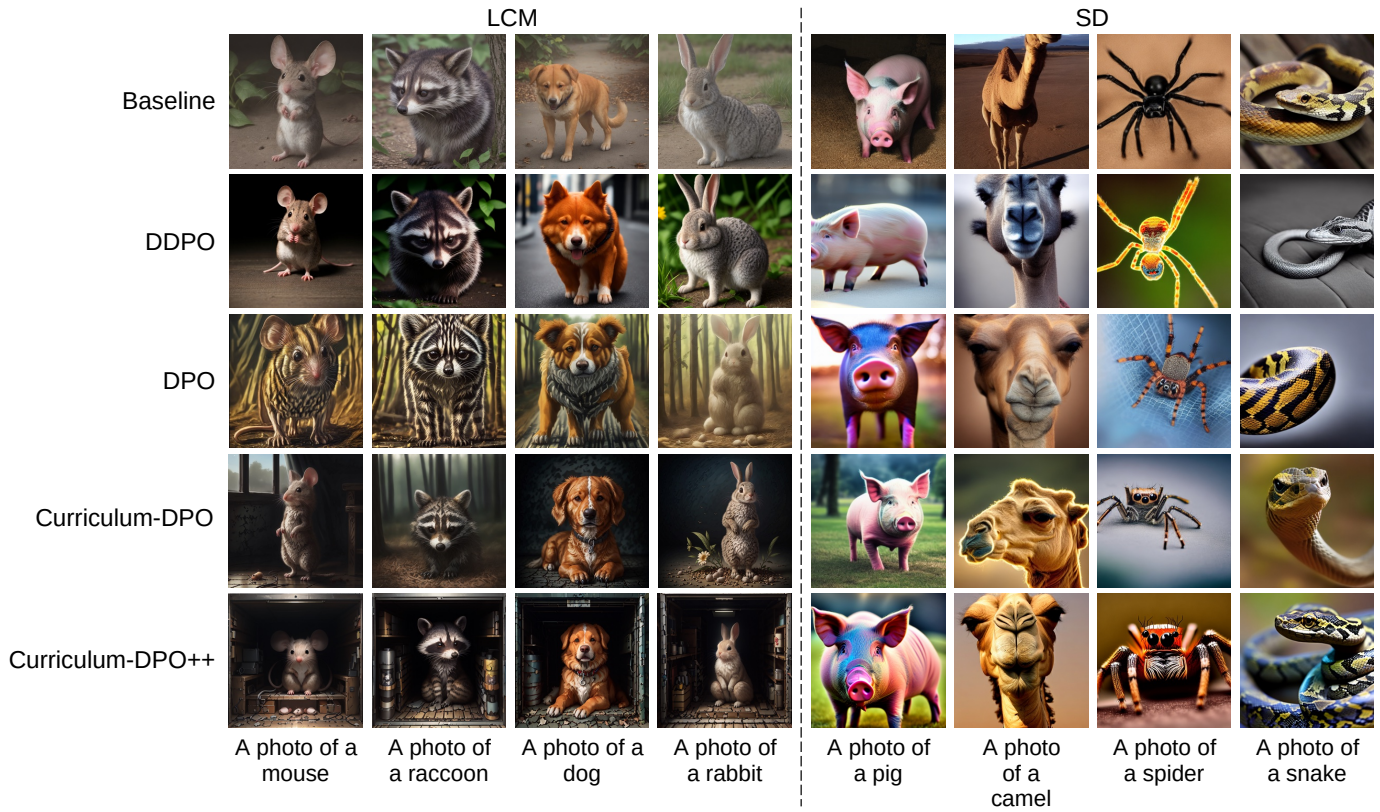 LCM
SD
Baseline
DDPO
DPO
Curriculum-DPO
Curriculum-DPO++
A photo of a
mouse
A photo of
a raccoon
A photo of a
dog
A photo of
a rabbit
A photo of
a pig
A photo
of a
camel
A photo of
a spider
A photo of
a snake